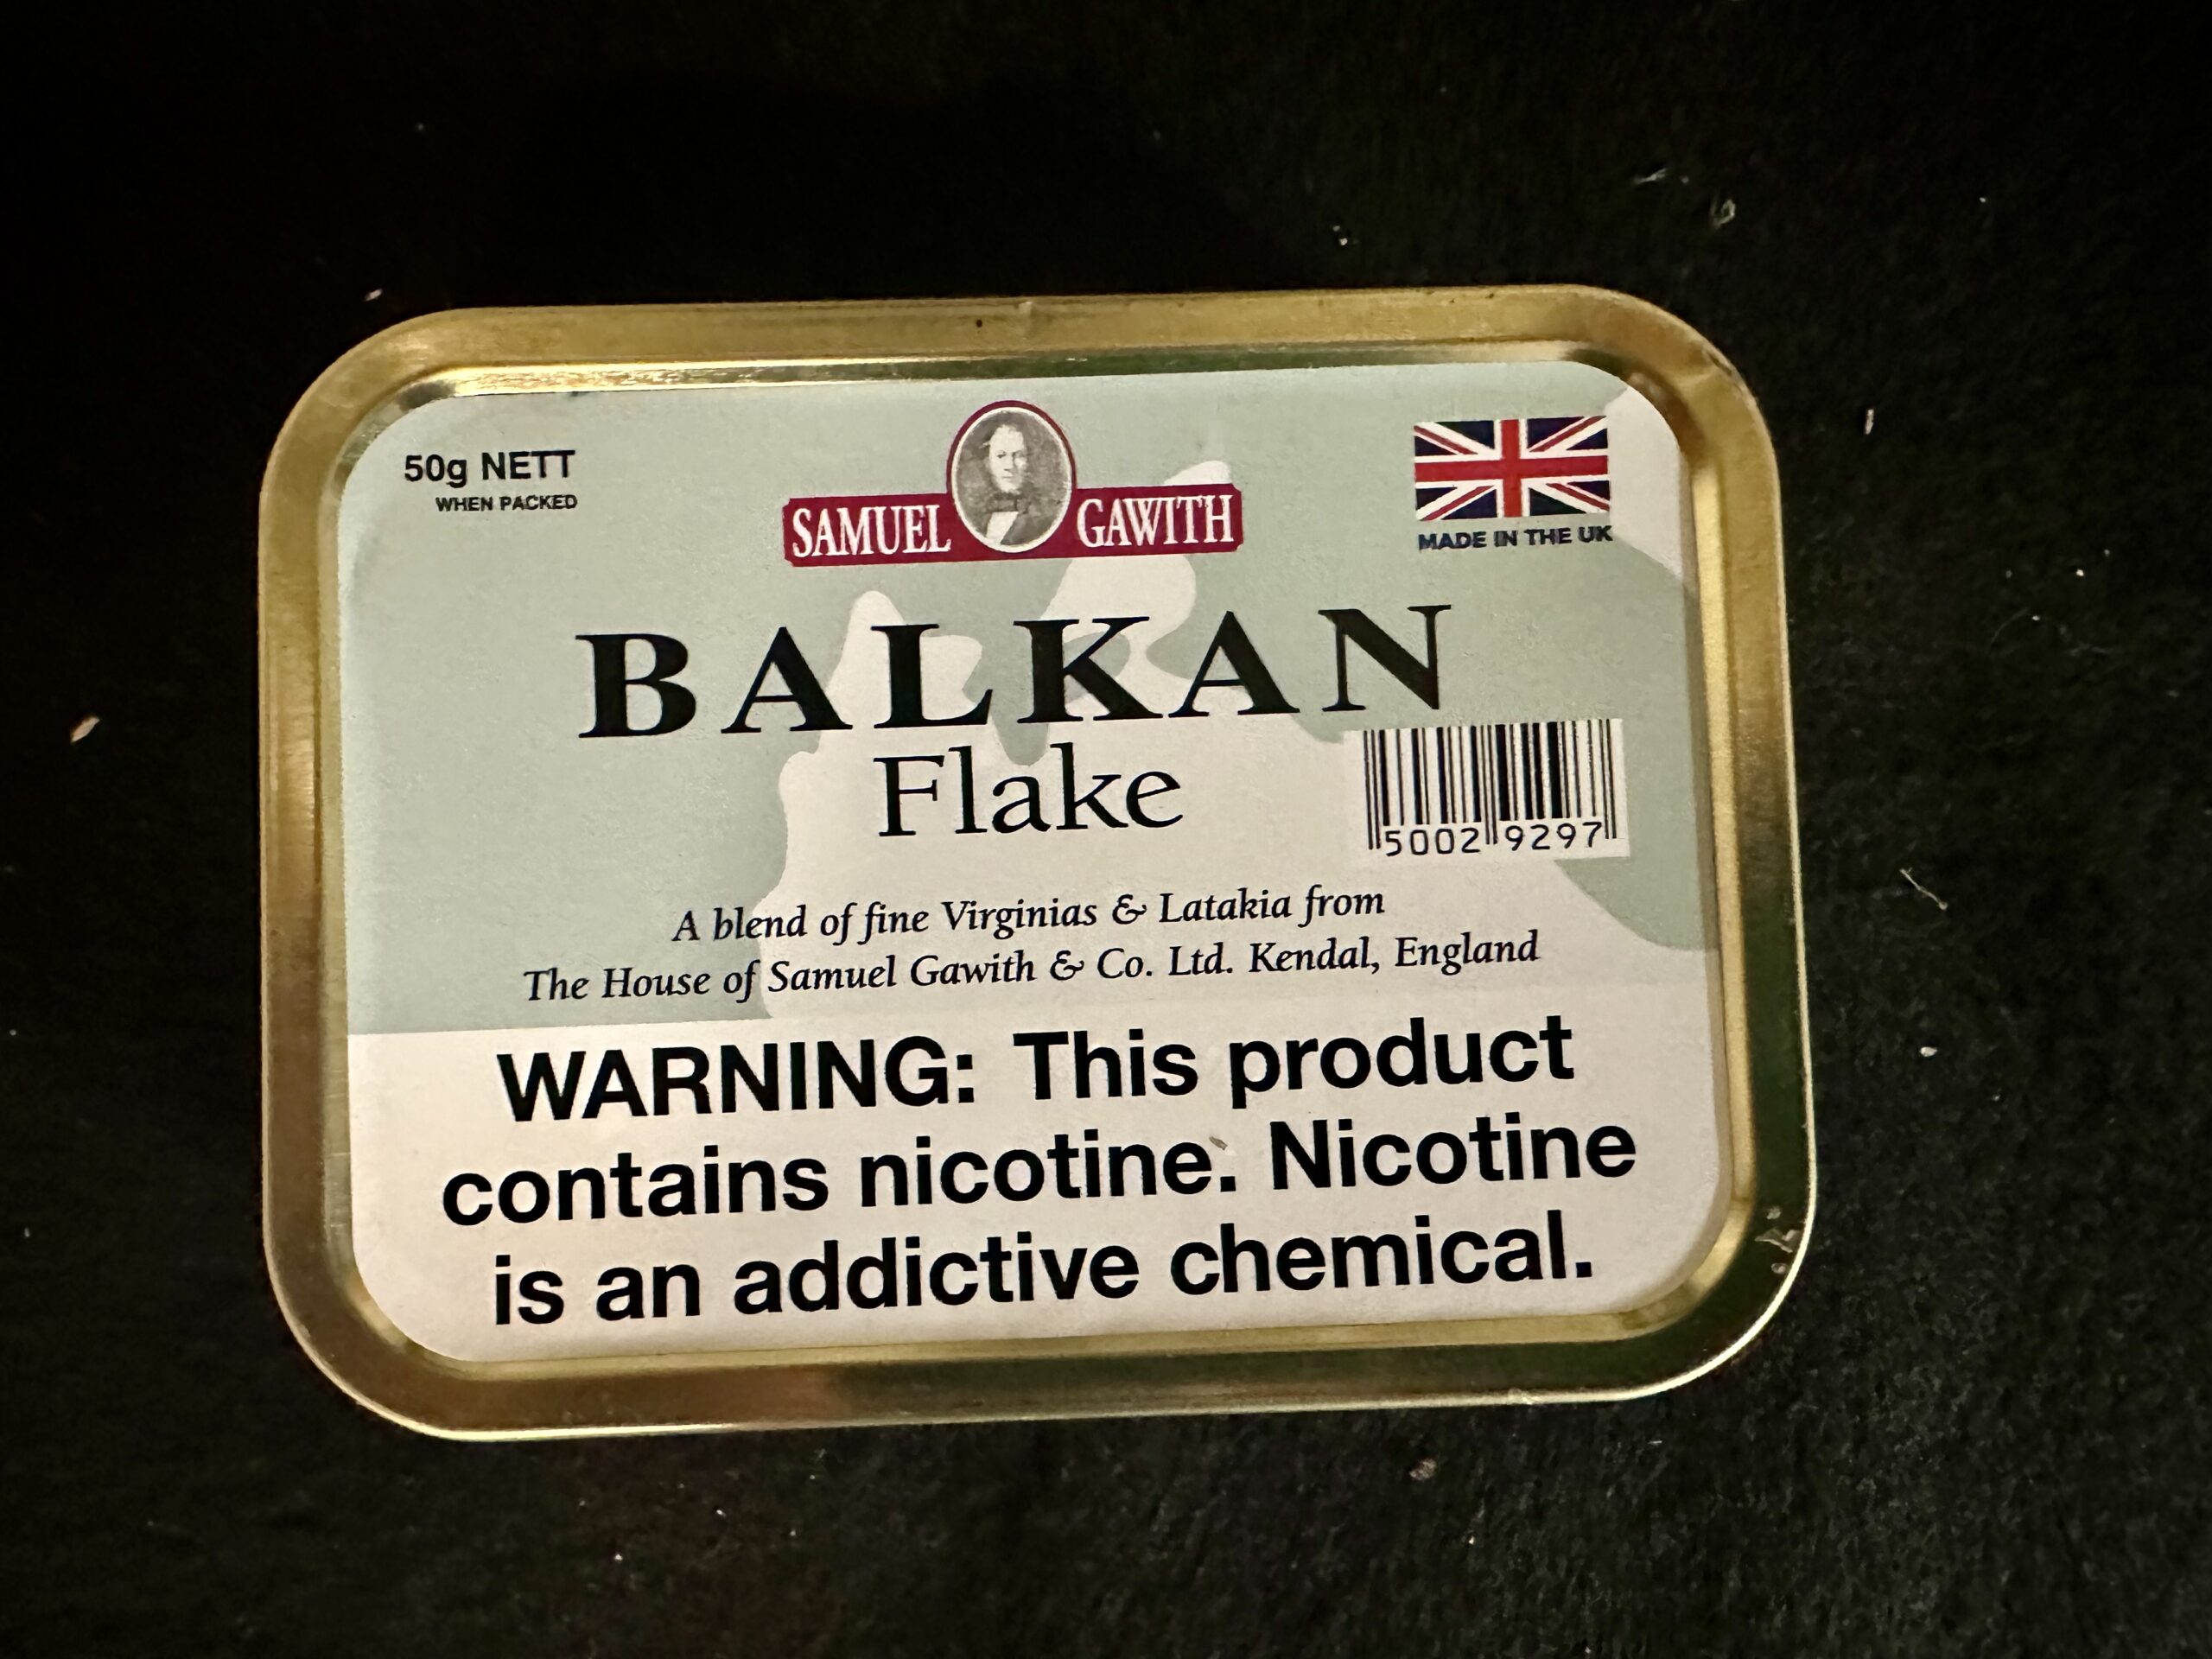 50g NETT
WHEN PACKED
SAMUEL GAWITH
MADE IN THE UK
BALKAN
Flake
5002 9297
A blend of fine Virginias & Latakia from
The House of Samuel Gawith & Co. Ltd. Kendal, England
WARNING: This product
contains nicotine. Nicotine
is an addictive chemical.